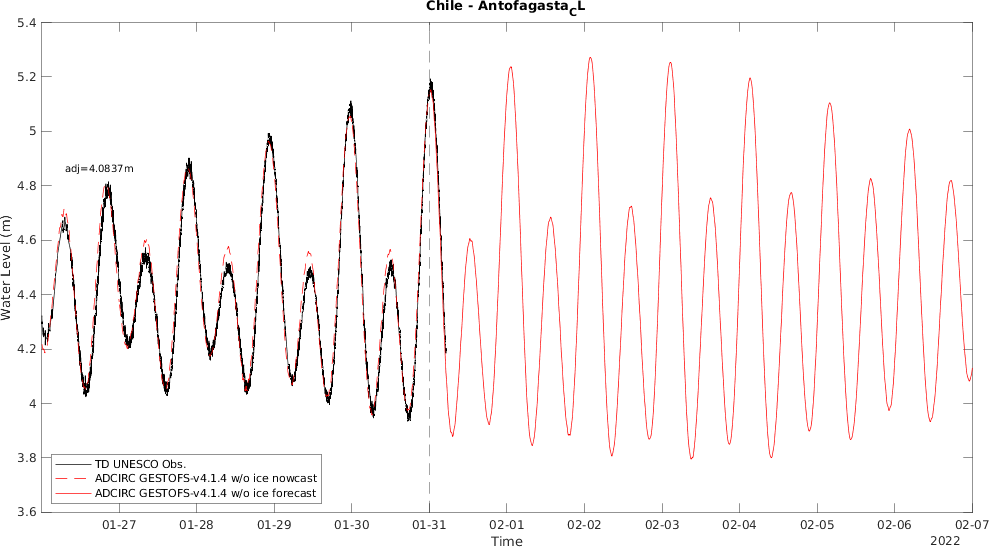 Chile - Antofagasta_CL
5.4
5.2
5
4.8
4.6
4.4
4.2
4
3.8
3.6
Water Level (m)
adj=4.0837m
TD UNESCO Obs.
ADCIRC GESTOFS-v4.1.4 w/o ice nowcast
ADCIRC GESTOFS-v4.1.4 w/o ice forecast
01-27 01-28 01-29 01-30 01-31 02-01 02-02 02-03 02-04 02-05 02-06 02-07
Time
2022